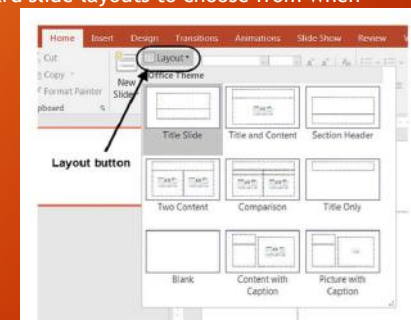 rd slide layouts to choose from when
Home Insert Design Transitions Animations Slide Show Review
Cut
Copy
Format Painter
New
Slide
Layout
Office Theme
Title Slide Title and Content Section Header
Layout button
Two Content Comparison Title Only
Blank Content with Caption Picture with Caption